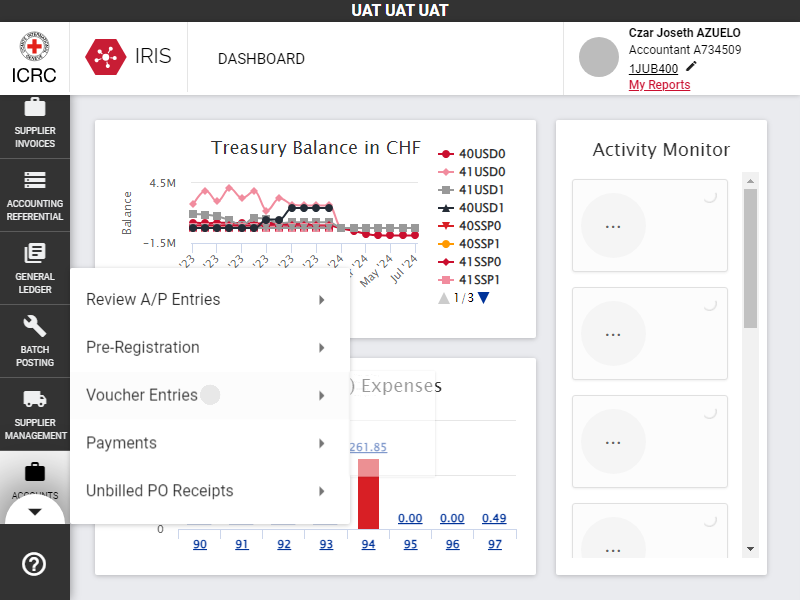 UAT UAT UAT
ICRC
IRIS
DASHBOARD
Czar Joseth AZUELO
Accountant A734509
1JUB400
My Reports
SUPPLIER
INVOICES
ACCOUNTING
REFERENTIAL
GENERAL
LEDGER
BATCH
POSTING
SUPPLIER
MANAGEMENT
ACCOUNTS
Treasury Balance in CHF
Balance
4.5M
−1.5M
'23
'23
'23
'23
'24
'24
May '24
Jul '24
40USD0
41USD0
41USD1
40USD1
40SSP0
40SSP1
41SSP0
41SSP1
1/3
Review A/P Entries
Pre-Registration
Voucher Entries
Payments
Unbilled PO Receipts
) Expenses
261.85
0.00
0.00
0.49
0
90
91
92
93
94
95
96
97
Activity Monitor
...
...
...
...